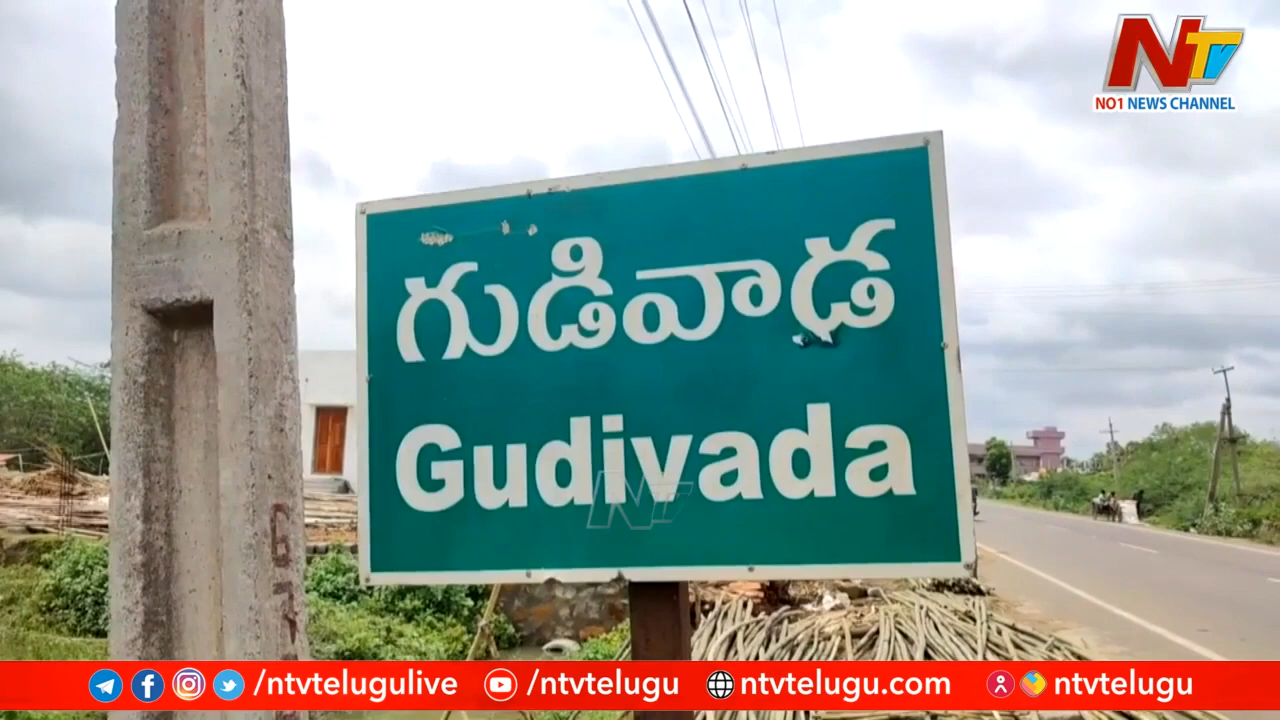 NTV
NO1 NEWS CHANNEL
గుడివాడ
Gudivada
/ntvtelugulive /ntvtelugu ntvtelugu.com ntvtelugu